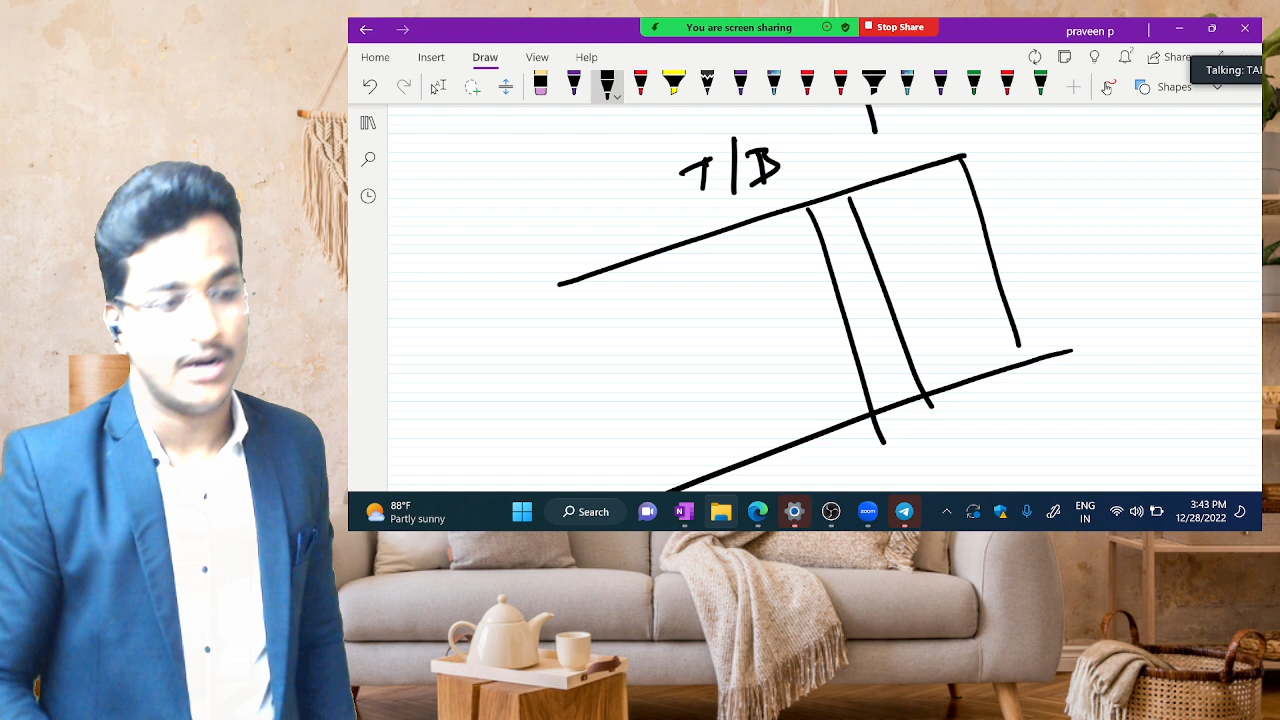 You are screen sharing
Stop Share
praveen p
Home Insert Draw View Help
Share
Talking: TA
Shapes
T|B
88°F
Partly sunny
Search
zoom
ENG
IN
3:43 PM
12/28/2022